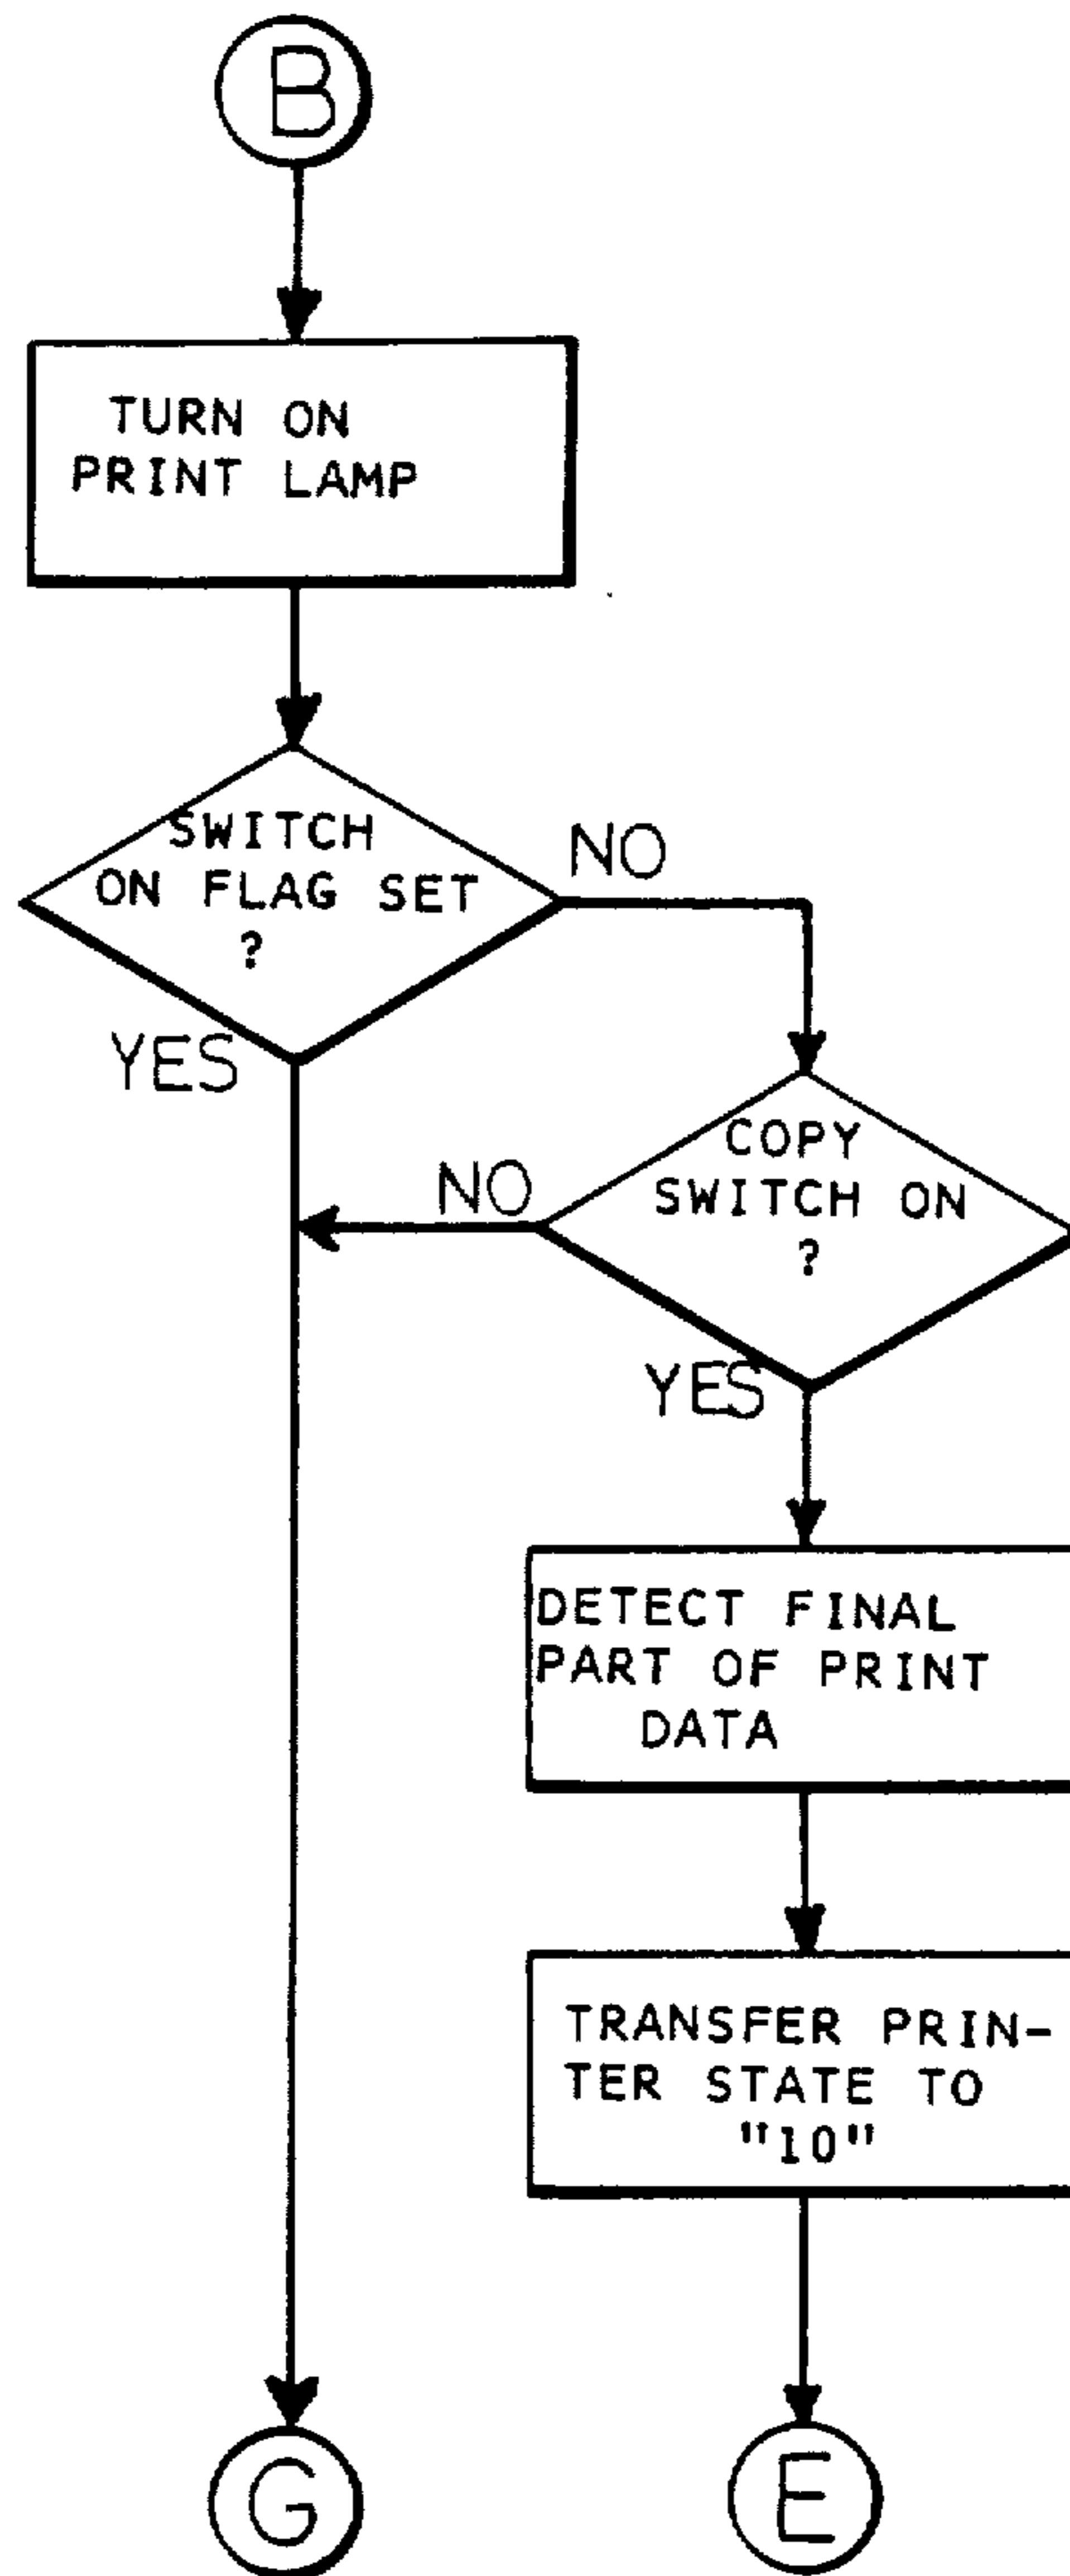 B
TURN ON
PRINT LAMP
SWITCH
ON FLAG SET
?
NO
YES
COPY
SWITCH ON
?
NO
YES
DETECT FINAL
PART OF PRINT
DATA
TRANSFER PRIN-
TER STATE TO
"10"
G
E